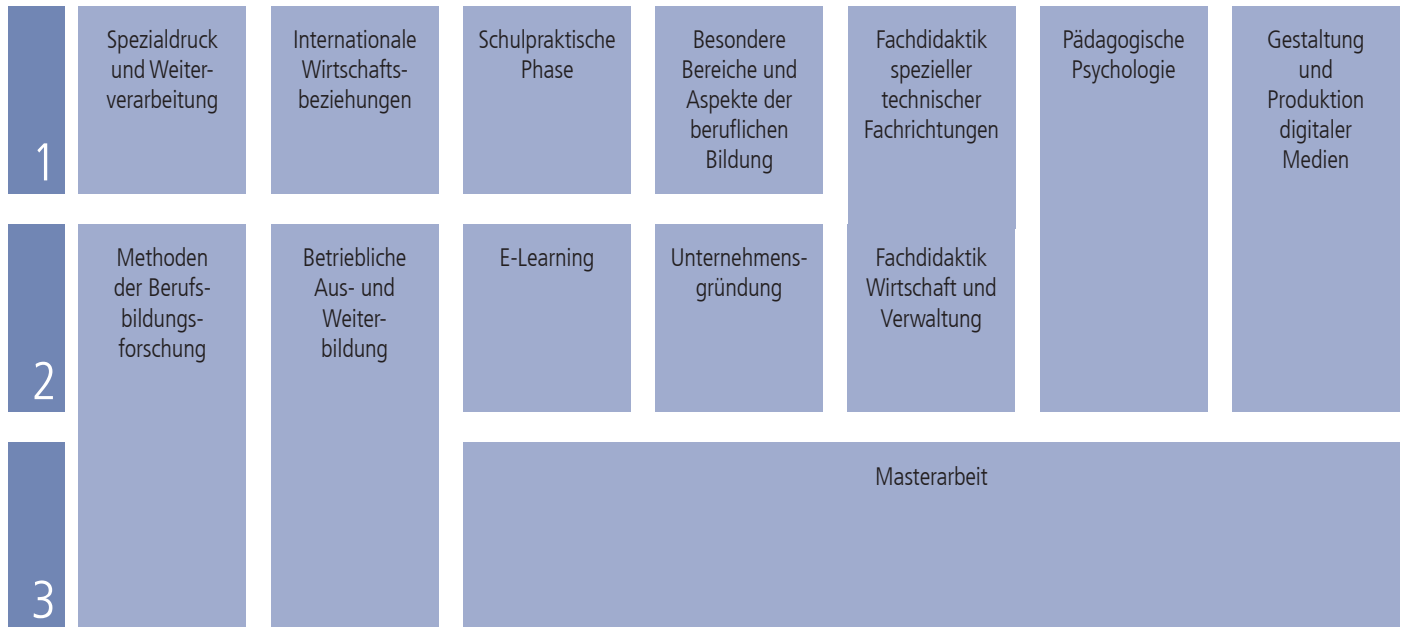 1
Spezialdruck
und Weiter-
verarbeitung
Internationale
Wirtschafts-
beziehungen
Schulpraktische
Phase
Besondere
Bereiche und
Aspekte der
beruflichen
Bildung
Fachdidaktik
spezieller
technischer
Fachrichtungen
Pädagogische
Psychologie
Gestaltung
und
Produktion
digitaler
Medien
2
Methoden
der Berufs-
bildungs-
forschung
Betriebliche
Aus- und
Weiter-
bildung
E-Learning
Unternehmens-
gründung
Fachdidaktik
Wirtschaft und
Verwaltung
3
Masterarbeit